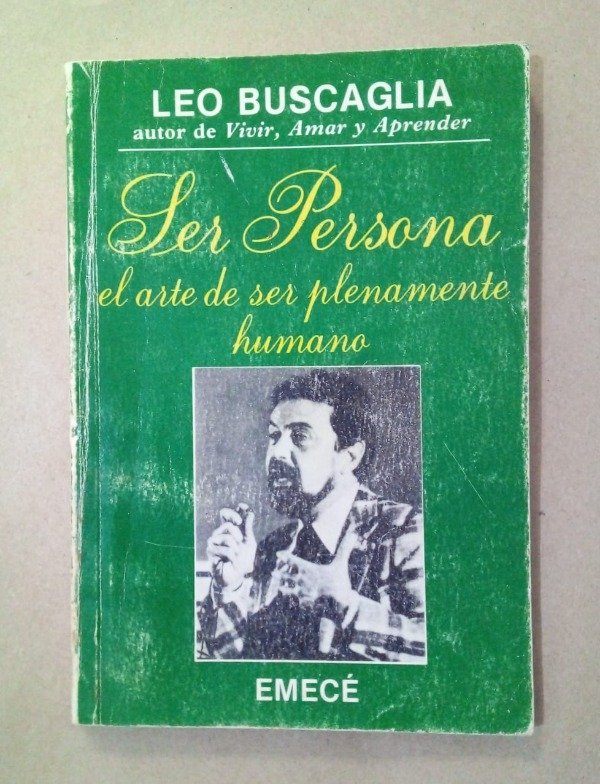 LEO BUSCAGLIA
autor de Vivir, Amar y Aprender
Ser Persona
el arte de ser plenamente
humano
EMECÉ